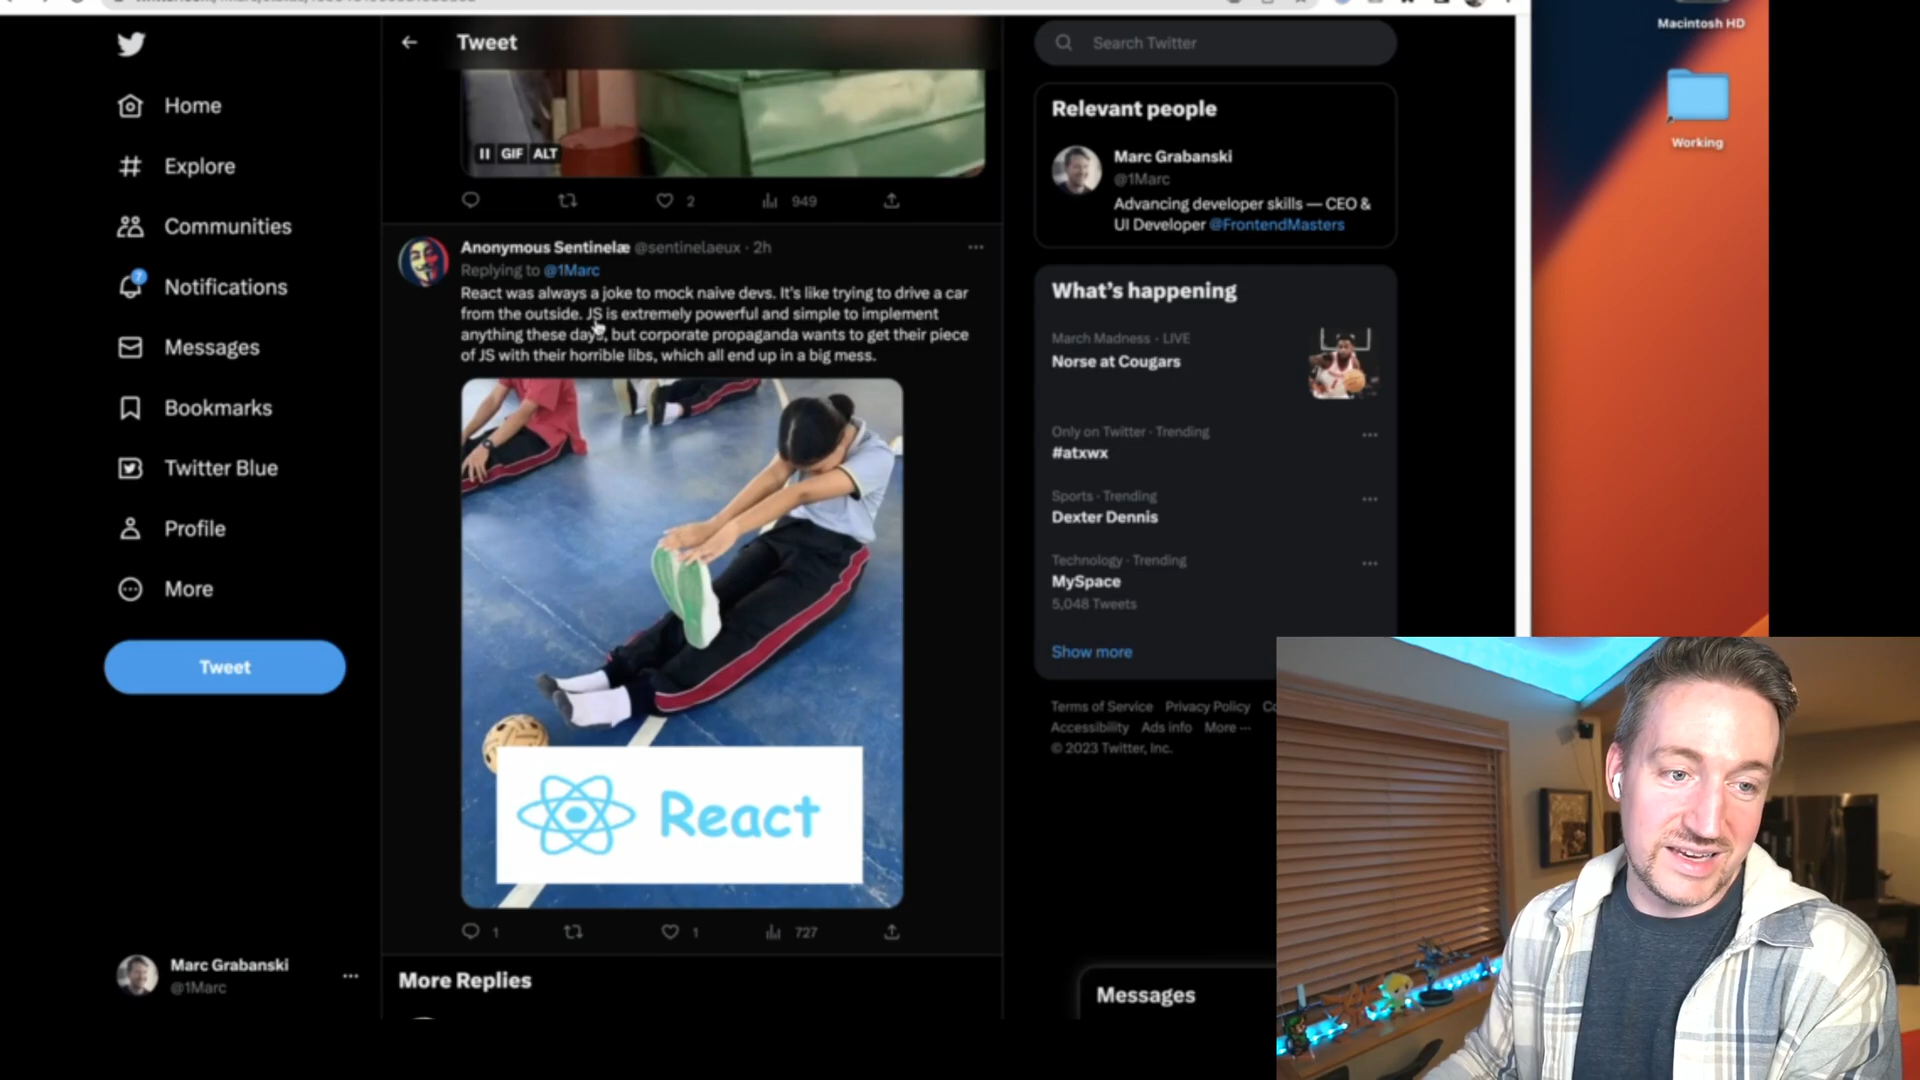 Macintosh HD
Working
Home
Explore
Communities
7
Notifications
Messages
Bookmarks
Twitter Blue
Profile
More
Tweet
Marc Grabanski
@1Marc
Tweet
GIF ALT
2
949
Anonymous Sentinelæ @sentinelaeux · 2h
Replying to @1Marc
React was always a joke to mock naive devs. It's like trying to drive a car
from the outside. JS is extremely powerful and simple to implement
anything these days, but corporate propaganda wants to get their piece
of JS with their horrible libs, which all end up in a big mess.
React
1
1
727
More Replies
Search Twitter
Relevant people
Marc Grabanski
@1Marc
Advancing developer skills — CEO &
UI Developer @FrontendMasters
What's happening
March Madness · LIVE
Norse at Cougars
Only on Twitter · Trending
#atxwx
Sports · Trending
Dexter Dennis
Technology · Trending
MySpace
5,048 Tweets
Show more
Terms of Service Privacy Policy
Accessibility Ads info More ···
© 2023 Twitter, Inc.
Messages